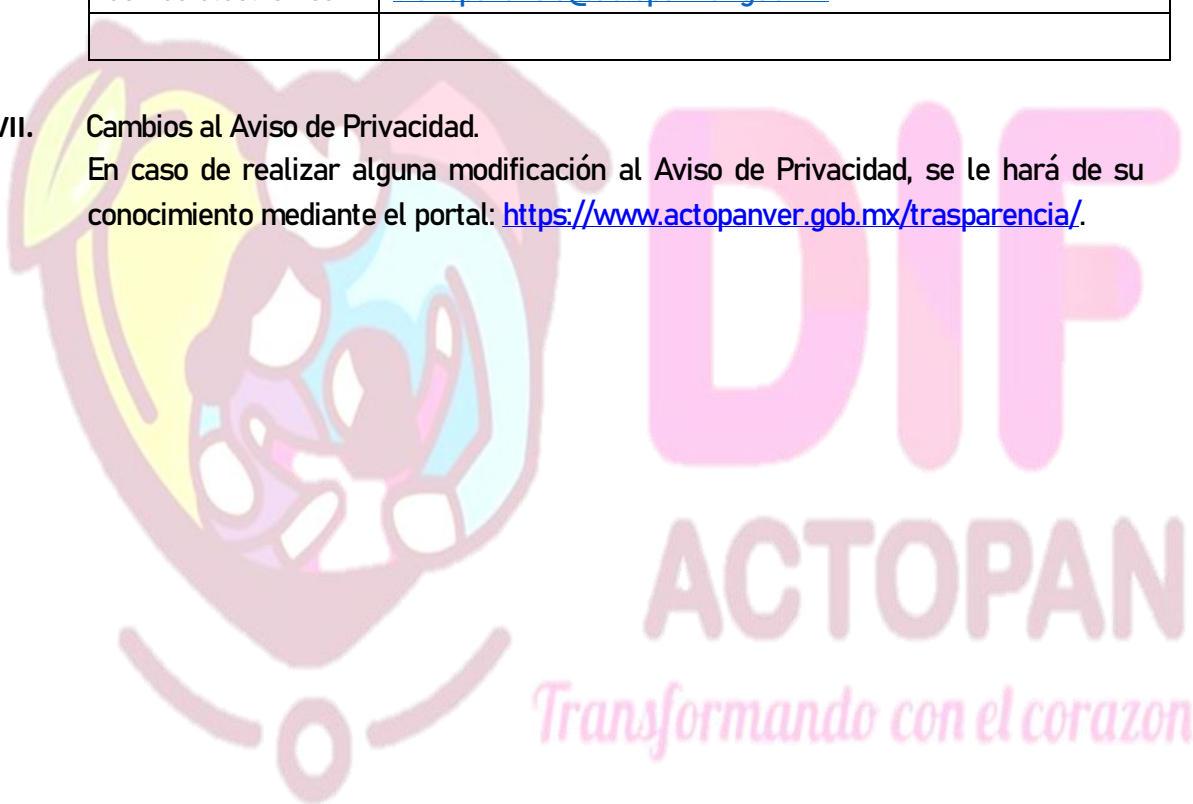 VII. Cambios al Aviso de Privacidad.
En caso de realizar alguna modificación al Aviso de Privacidad, se le hará de su
conocimiento mediante el portal: https://www.actopanver.gob.mx/trasparencia/.
DIF
ACTOPAN
Transformando con el corazon